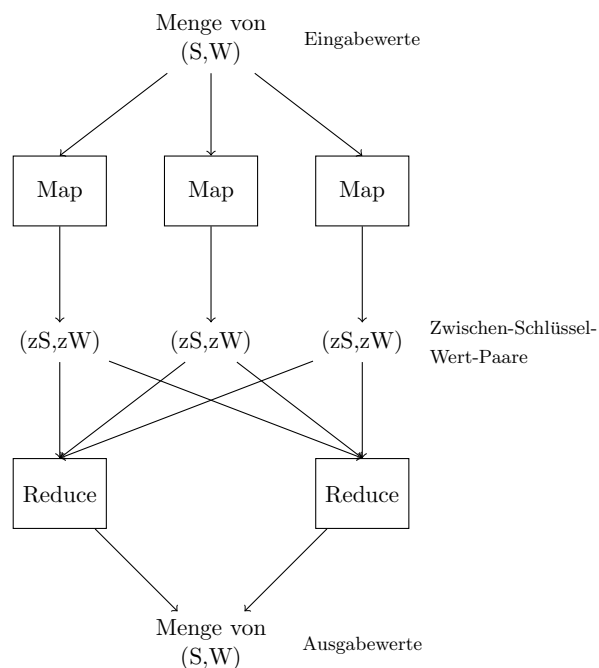 Menge von
(S,W)
Eingabewerte
Map
Map
Map
(zS,zW)
(zS,zW)
(zS,zW)
Zwischen-Schlüssel-
Wert-Paare
Reduce
Reduce
Menge von
(S,W)
Ausgabewerte